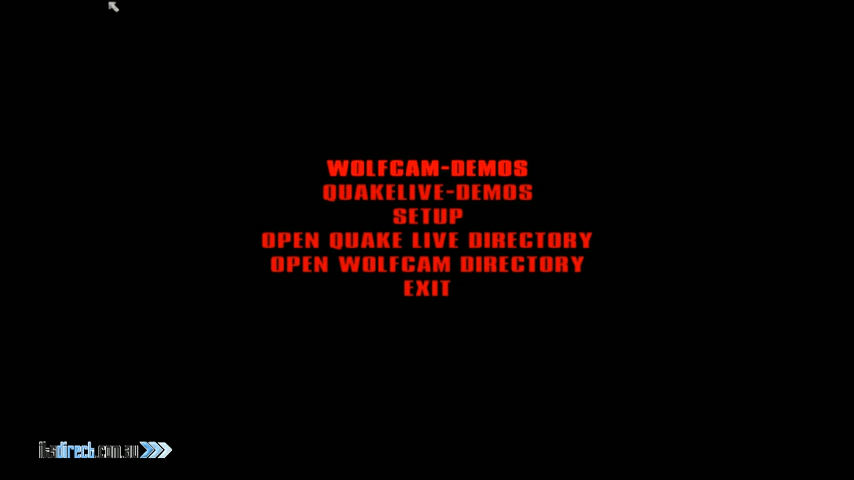 WOLFCAM-DEMOS
QUAKELIVE-DEMOS
SETUP
OPEN QUAKE LIVE DIRECTORY
OPEN WOLFCAM DIRECTORY
EXIT